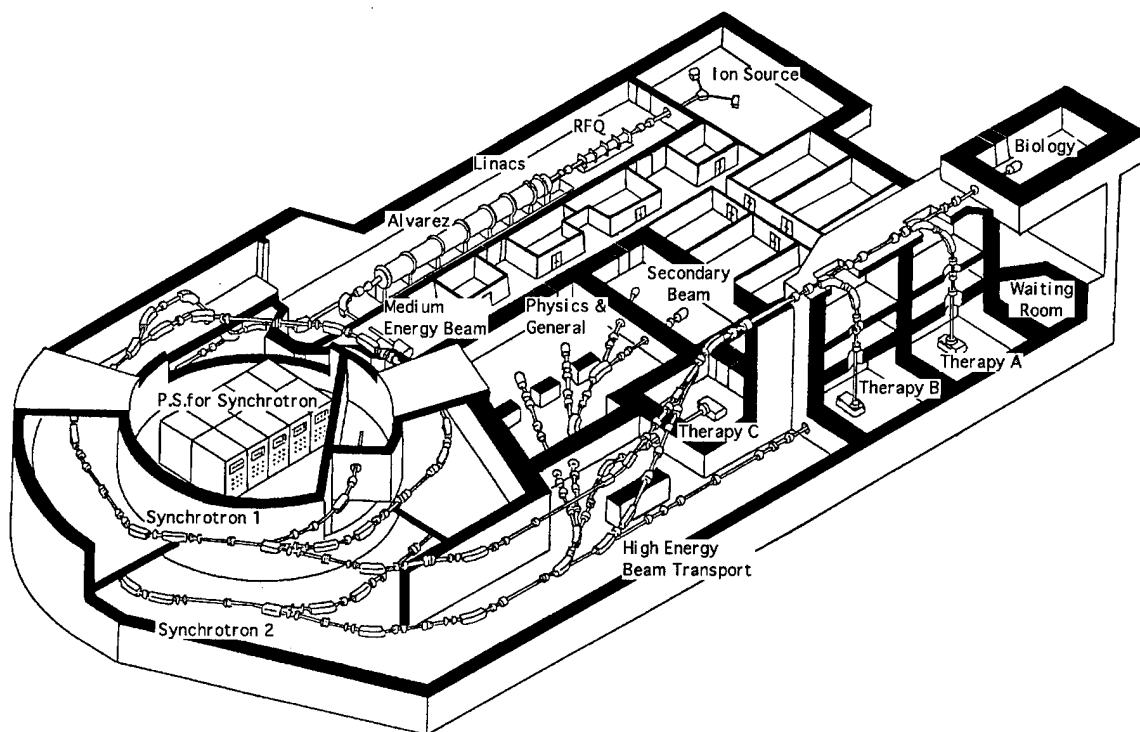 Ion Source
RFQ
Biology
Linacs
Alvarez
Secondary
Beam
Waiting
Room
Medium
Energy Beam
Physics &
General
Therapy A
Therapy B
P.S.for Synchrotron
Therapy C
Synchrotron 1
High Energy
Beam Transport
Synchrotron 2